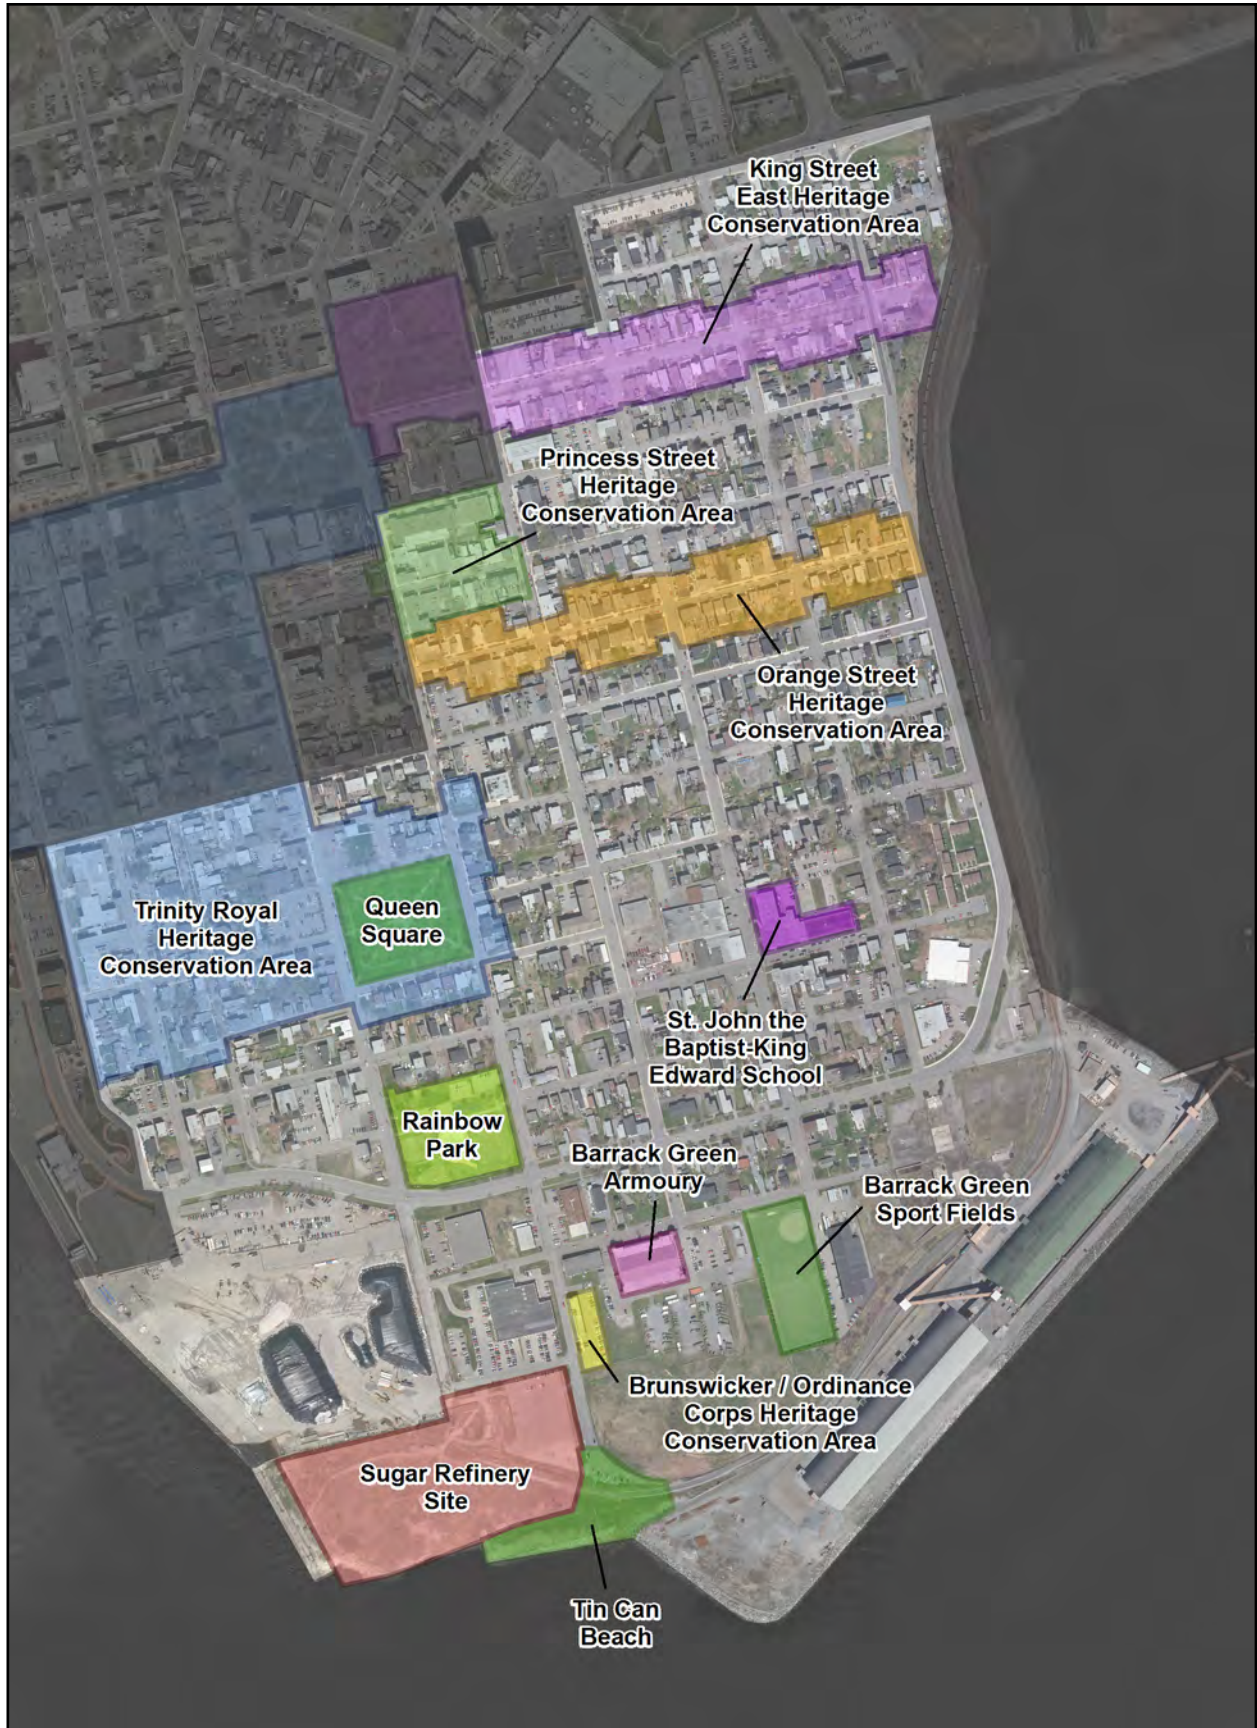 King Street
East Heritage
Conservation Area
Princess Street
Heritage
Conservation Area
Orange Street
Heritage
Conservation Area
Trinity Royal
Heritage
Conservation Area
Queen
Square
St. John the
Baptist-King
Edward School
Rainbow
Park
Barrack Green
Armoury
Barrack Green
Sport Fields
Brunswicker / Ordinance
Corps Heritage
Conservation Area
Sugar Refinery
Site
Tin Can
Beach